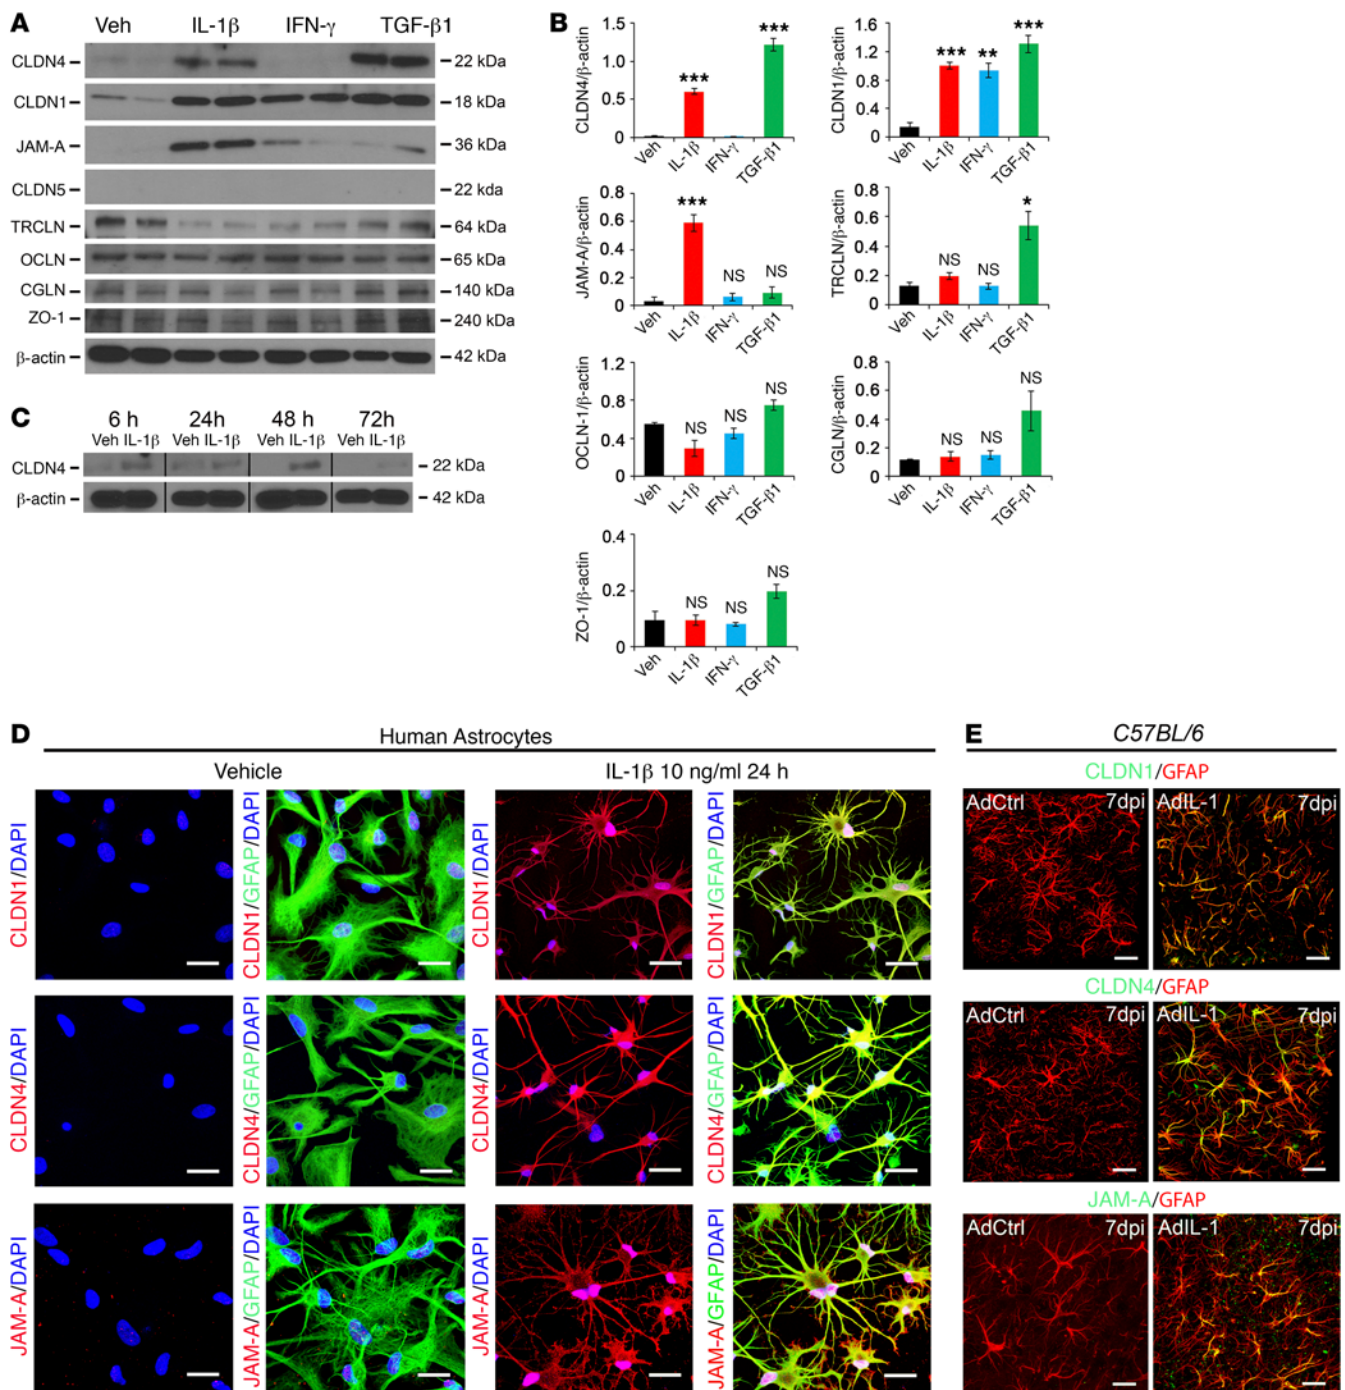 A
Veh IL-1β IFN-γ TGF-β1
CLDN4 22 kDa
CLDN1 18 kDa
JAM-A 36 kDa
CLDN5 22 kda
TRCLN 64 kDa
OCLN 65 kDa
CGLN 140 kDa
ZO-1 240 kDa
β-actin 42 kDa
B
CLDN4/β-actin
1.5
1.0
0.5
0
***
***
Veh IL-1β IFN-γ TGF-β1
CLDN1/β-actin
1.6
1.2
1.6
0.4
0
***
**
***
Veh IL-1β IFN-γ TGF-β1
JAM-A/β-actin
0.8
0.6
0.4
0.2
0
***
NS
NS
Veh IL-1β IFN-γ TGF-β1
TRCLN/β-actin
0.8
0.6
0.4
0.2
0
NS
NS
*
Veh IL-1β IFN-γ TGF-β1
OCLN-1/β-actin
1.2
0.8
0.4
0
NS
NS
NS
Veh IL-1β IFN-γ TGF-β1
CGLN/β-actin
0.8
0.6
0.4
0.2
0
NS
NS
NS
Veh IL-1β IFN-γ TGF-β1
ZO-1/β-actin
0.4
0.2
0
NS
NS
NS
Veh IL-1β IFN-γ TGF-β1
C
6 h 24h 48 h 72h
Veh IL-1β Veh IL-1β Veh IL-1β Veh IL-1β
CLDN4 22 kDa
β-actin 42 kDa
D
Human Astrocytes
Vehicle IL-1β 10 ng/ml 24 h
CLDN1/DAPI CLDN1/GFAP/DAPI CLDN1/DAPI CLDN1/GFAP/DAPI
CLDN4/DAPI CLDN4/GFAP/DAPI CLDN4/DAPI CLDN4/GFAP/DAPI
JAM-A/DAPI JAM-A/GFAP/DAPI JAM-A/DAPI JAM-A/GFAP/DAPI
E
C57BL/6
CLDN1/GFAP
AdCtrl 7dpi AdIL-1 7dpi
CLDN4/GFAP
AdCtrl 7dpi AdIL-1 7dpi
JAM-A/GFAP
AdCtrl 7dpi AdIL-1 7dpi